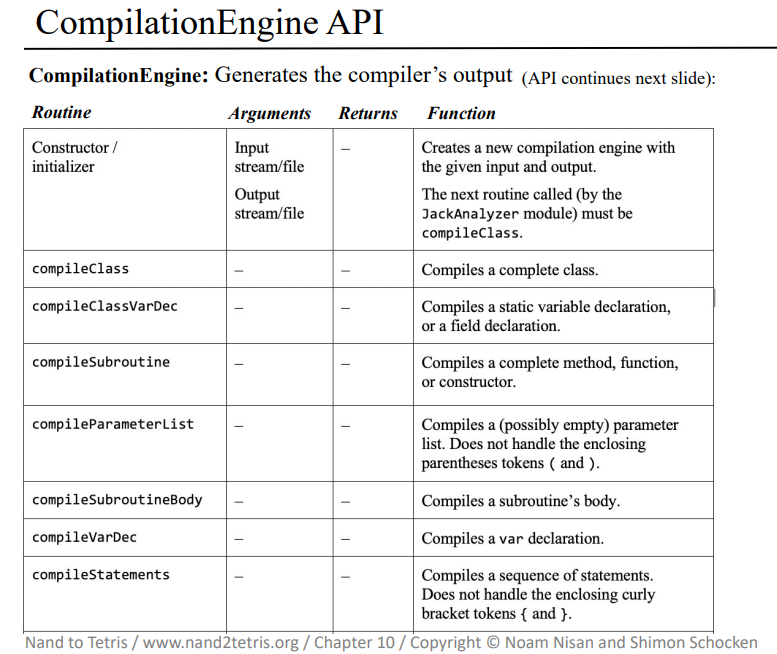 CompilationEngine API
CompilationEngine: Generates the compiler's output (API continues next slide):
Routine Arguments Returns Function
Constructor / Input – Creates a new compilation engine with
initializer stream/file the given input and output.
Output The next routine called (by the
stream/file JackAnalyzer module) must be
compileClass.
compileClass – – Compiles a complete class.
compileClassVarDec – – Compiles a static variable declaration,
or a field declaration.
compileSubroutine – – Compiles a complete method, function,
or constructor.
compileParameterList – – Compiles a (possibly empty) parameter
list. Does not handle the enclosing
parentheses tokens ( and ).
compileSubroutineBody – – Compiles a subroutine's body.
compileVarDec – – Compiles a var declaration.
compileStatements – – Compiles a sequence of statements.
Does not handle the enclosing curly
bracket tokens { and }.
Nand to Tetris / www.nand2tetris.org / Chapter 10 / Copyright © Noam Nisan and Shimon Schocken